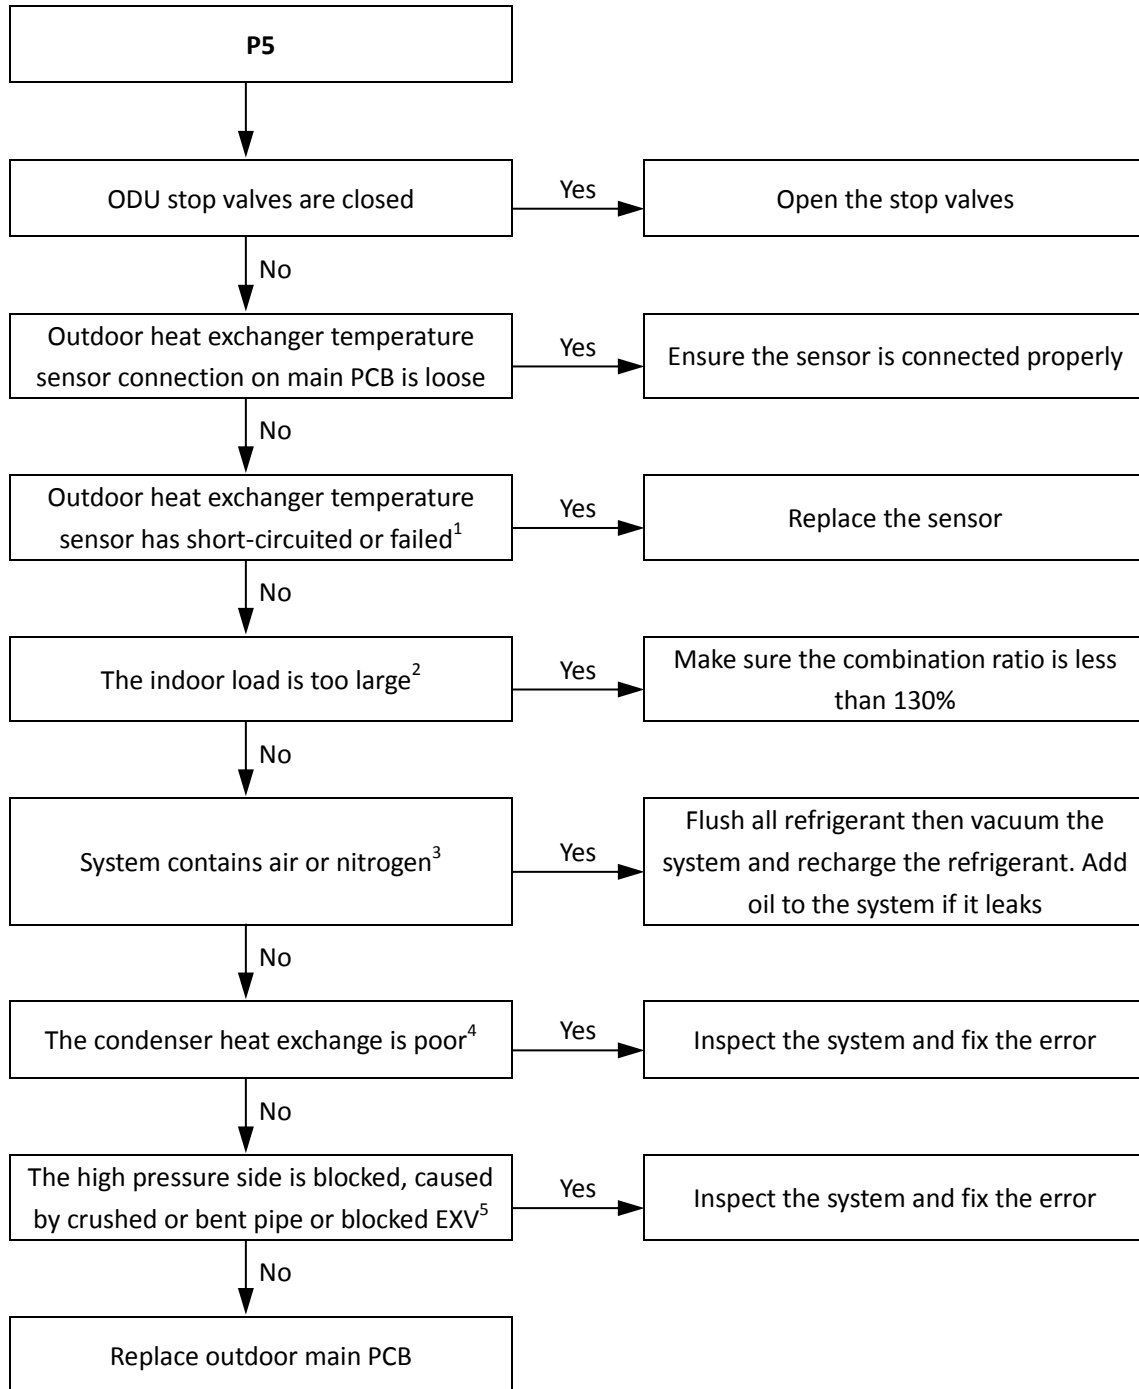 P5
ODU stop valves are closed
Yes
Open the stop valves
No
Outdoor heat exchanger temperature
sensor connection on main PCB is loose
Yes
Ensure the sensor is connected properly
No
Outdoor heat exchanger temperature
sensor has short-circuited or failed¹
Yes
Replace the sensor
No
The indoor load is too large²
Yes
Make sure the combination ratio is less
than 130%
No
System contains air or nitrogen³
Yes
Flush all refrigerant then vacuum the
system and recharge the refrigerant. Add
oil to the system if it leaks
No
The condenser heat exchange is poor⁴
Yes
Inspect the system and fix the error
No
The high pressure side is blocked, caused
by crushed or bent pipe or blocked EXV⁵
Yes
Inspect the system and fix the error
No
Replace outdoor main PCB